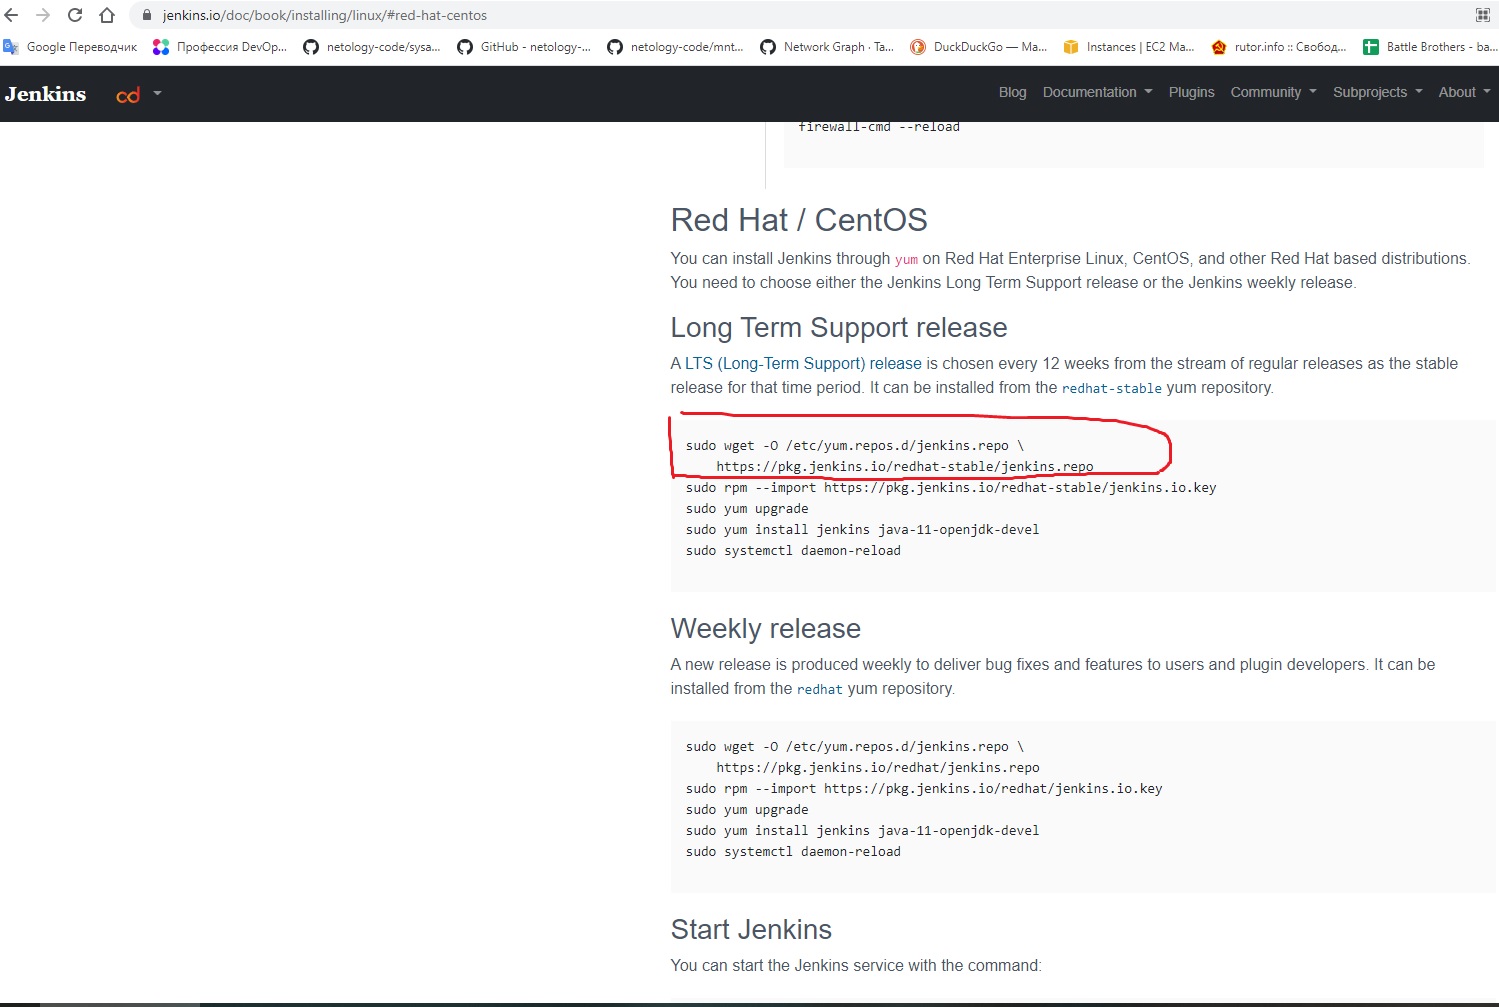 jenkins.io/doc/book/installing/linux/#red-hat-centos
Google Переводчик
Профессия DevOp...
netology-code/sysa...
GitHub - netology-...
netology-code/mnt...
Network Graph · Ta...
DuckDuckGo — Ma...
Instances | EC2 Ma...
rutor.info :: Свобод...
Battle Brothers - ba...
Jenkins
cd
Blog
Documentation
Plugins
Community
Subprojects
About
firewall-cmd --reload
Red Hat / CentOS
You can install Jenkins through yum on Red Hat Enterprise Linux, CentOS, and other Red Hat based distributions.
You need to choose either the Jenkins Long Term Support release or the Jenkins weekly release.
Long Term Support release
A LTS (Long-Term Support) release is chosen every 12 weeks from the stream of regular releases as the stable
release for that time period. It can be installed from the redhat-stable yum repository.
sudo wget -O /etc/yum.repos.d/jenkins.repo \
https://pkg.jenkins.io/redhat-stable/jenkins.repo
sudo rpm --import https://pkg.jenkins.io/redhat-stable/jenkins.io.key
sudo yum upgrade
sudo yum install jenkins java-11-openjdk-devel
sudo systemctl daemon-reload
Weekly release
A new release is produced weekly to deliver bug fixes and features to users and plugin developers. It can be
installed from the redhat yum repository.
sudo wget -O /etc/yum.repos.d/jenkins.repo \
https://pkg.jenkins.io/redhat/jenkins.repo
sudo rpm --import https://pkg.jenkins.io/redhat/jenkins.io.key
sudo yum upgrade
sudo yum install jenkins java-11-openjdk-devel
sudo systemctl daemon-reload
Start Jenkins
You can start the Jenkins service with the command: